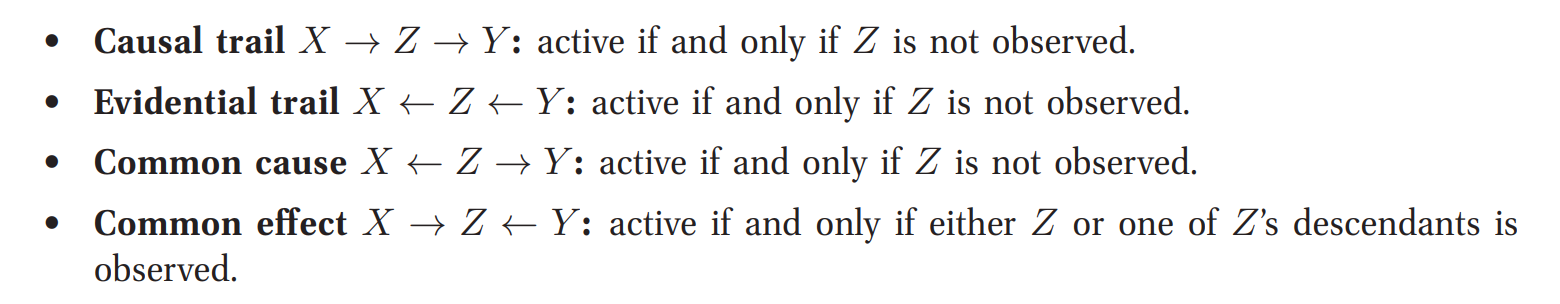 • Causal trail X → Z → Y: active if and only if Z is not observed.
• Evidential trail X ← Z ← Y: active if and only if Z is not observed.
• Common cause X ← Z → Y: active if and only if Z is not observed.
• Common effect X → Z ← Y: active if and only if either Z or one of Z’s descendants is
observed.